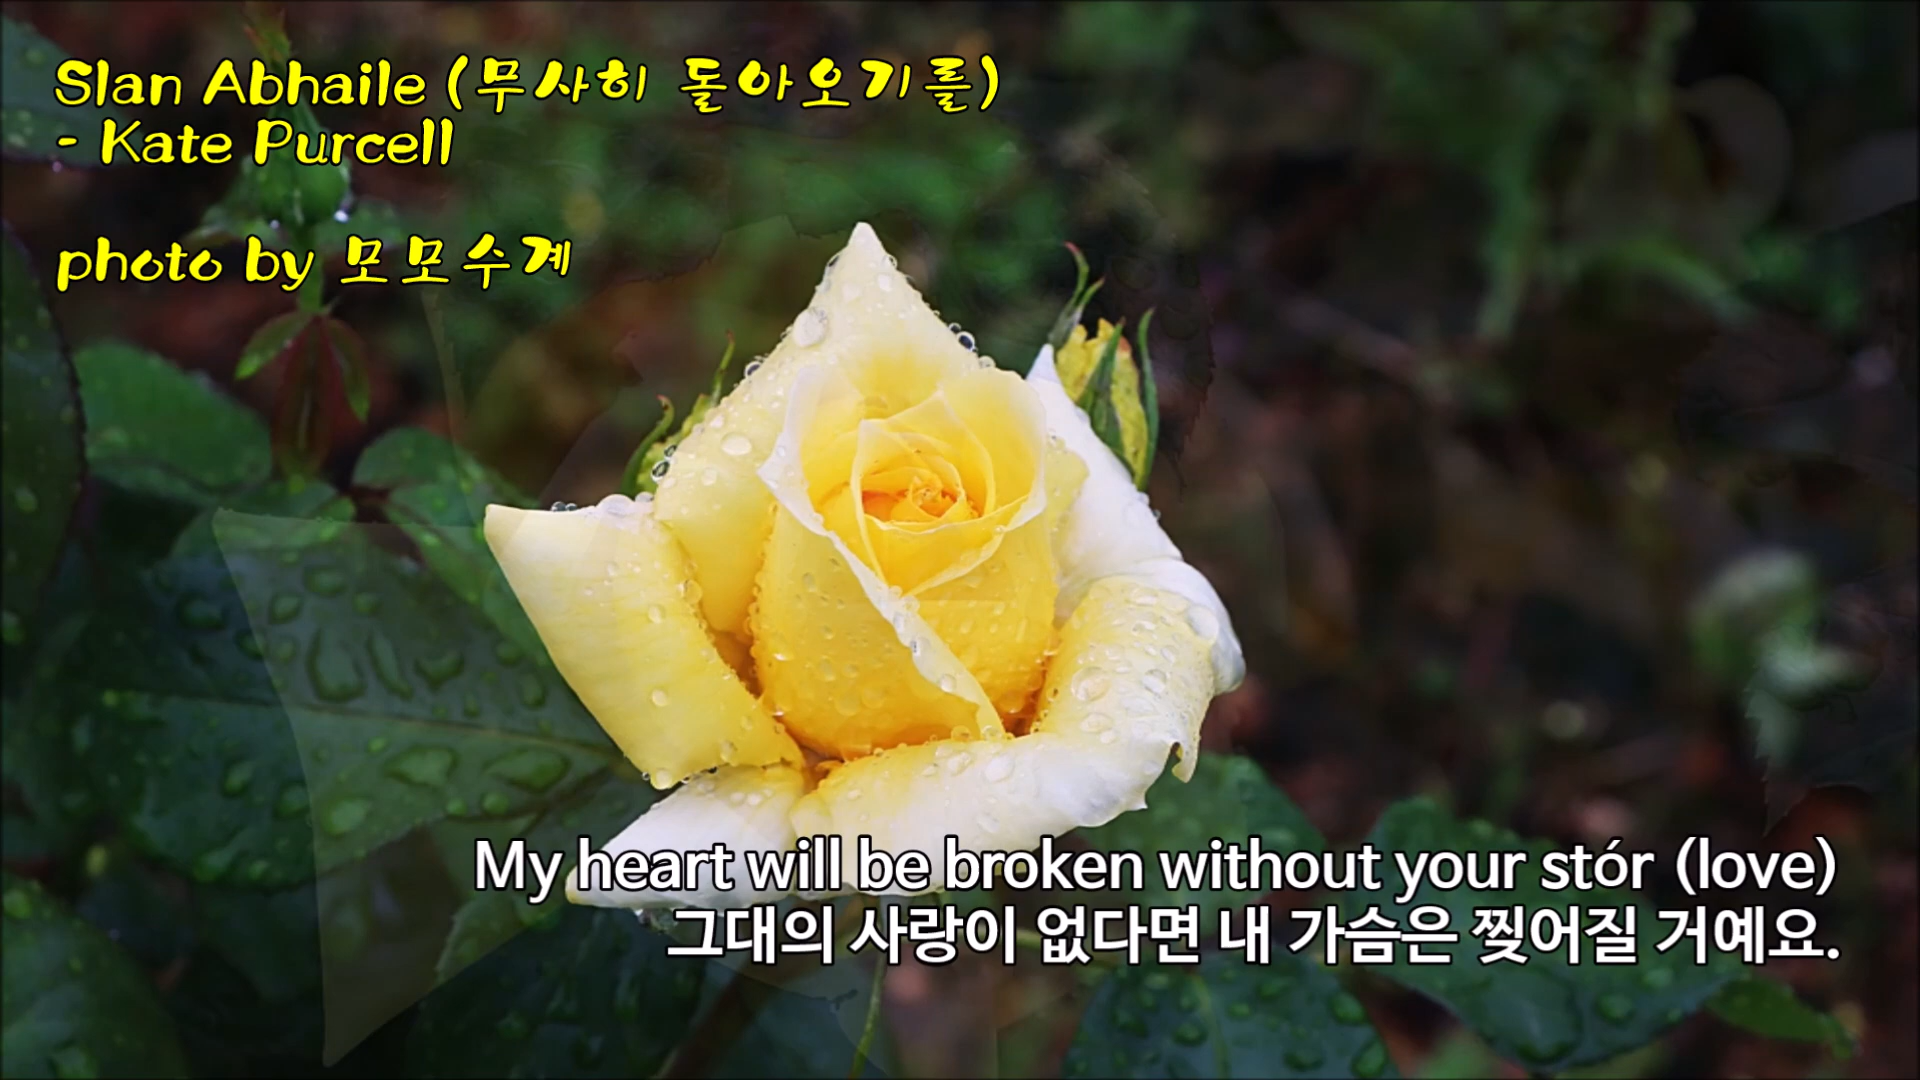 Slan Abhaile (무사히 돌아오기를)
- Kate Purcell
photo by 모모수계
My heart will be broken without your stór (love)
그대의 사랑이 없다면 내 가슴은 찢어질 거예요.